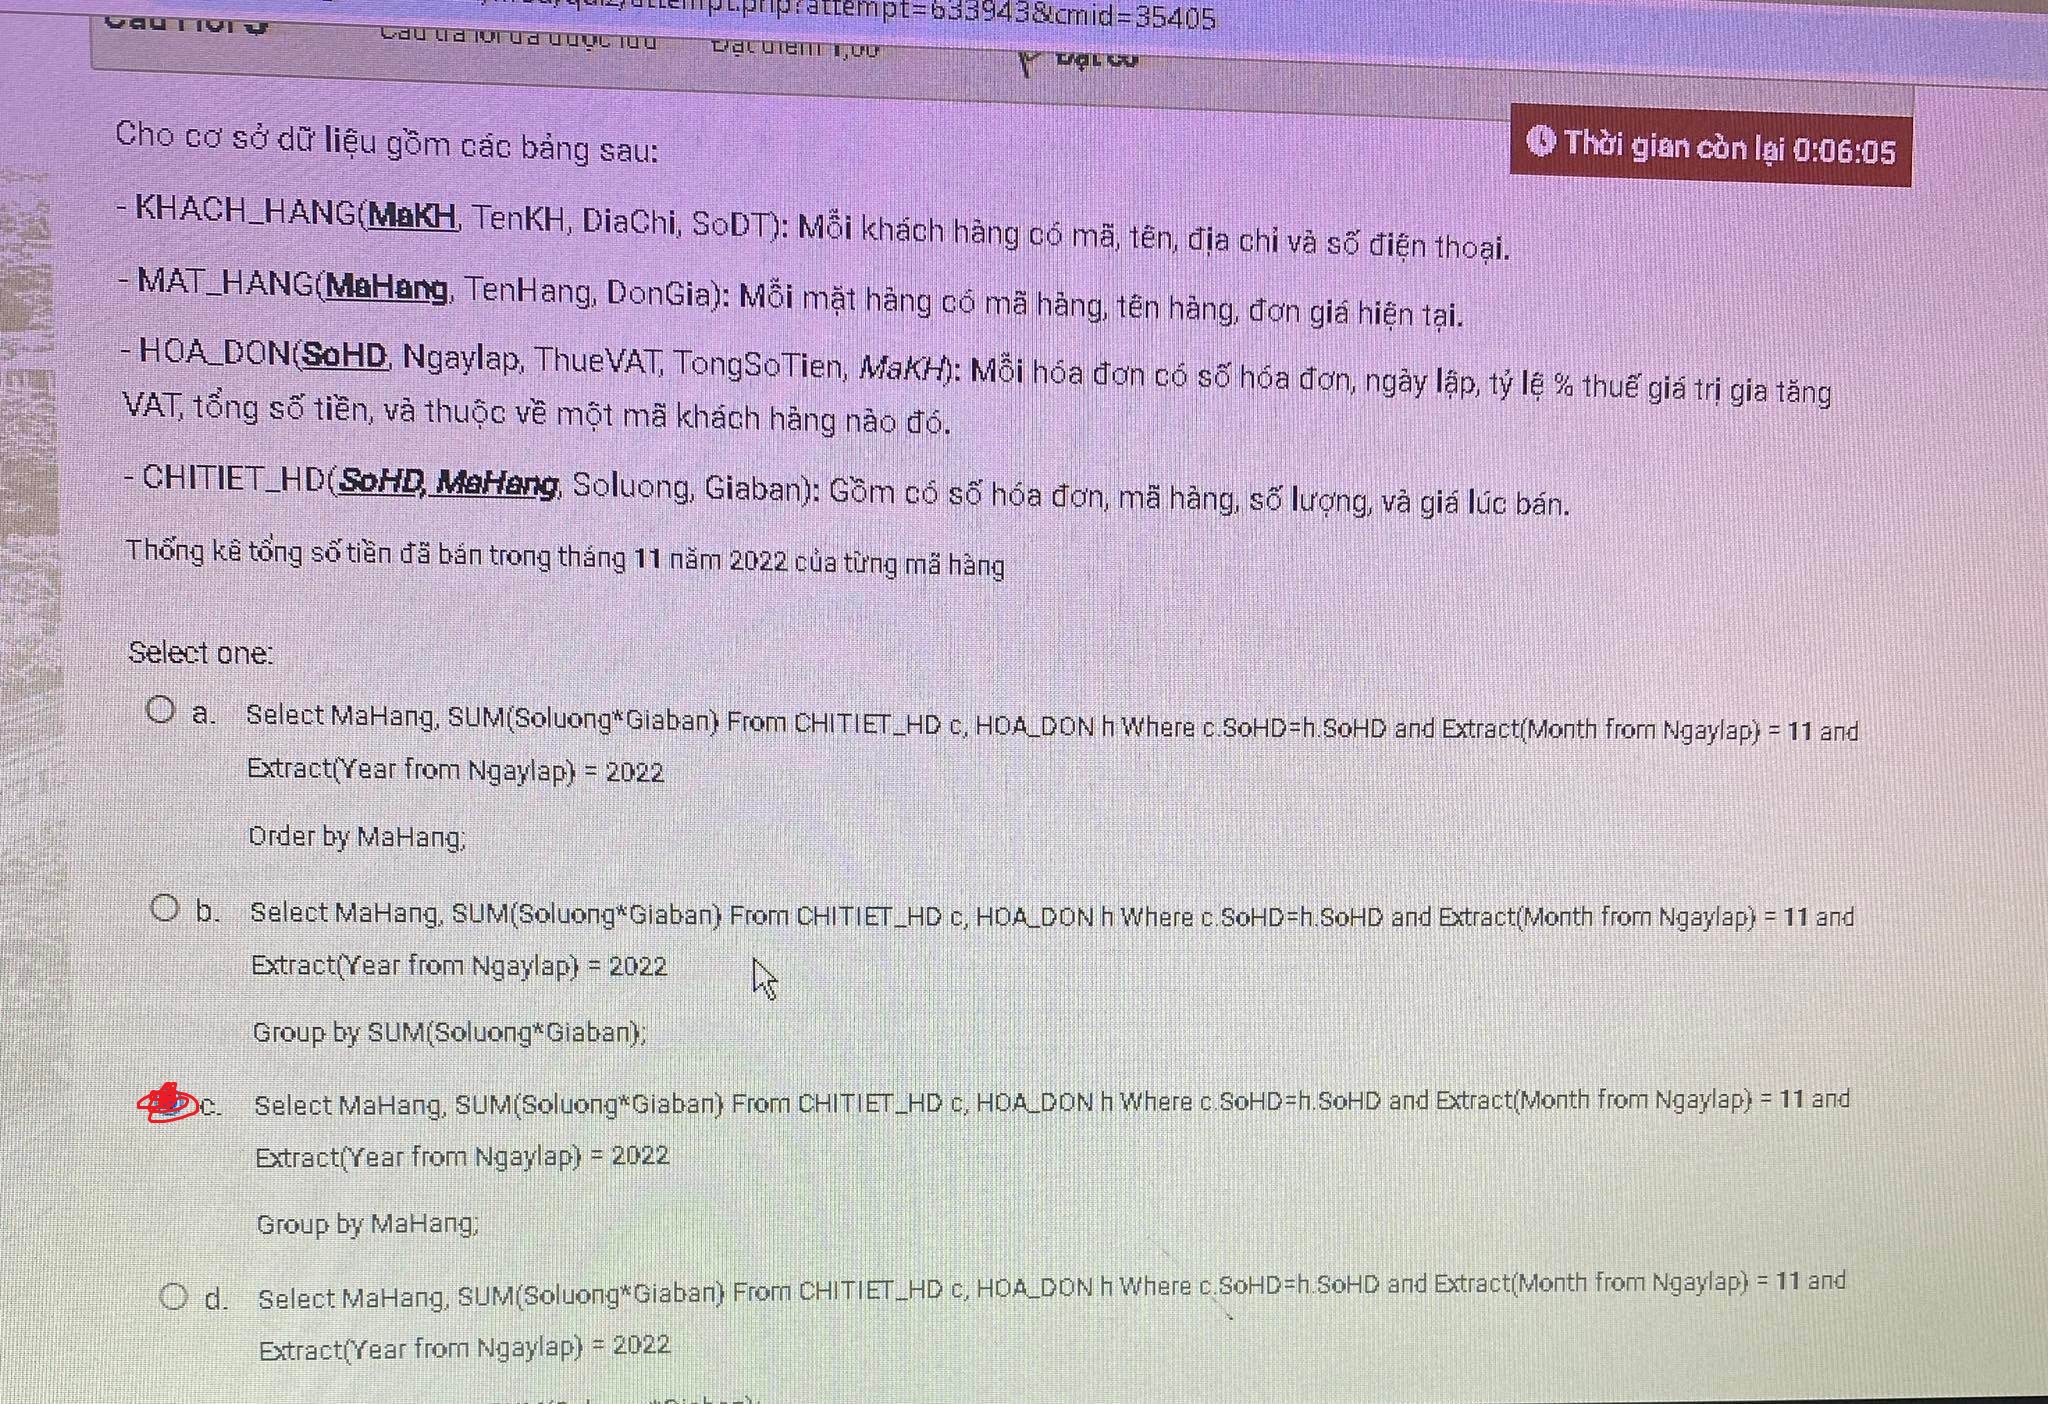 attempt.php?attempt=633943&cmid=35405
Câu trả lời đã được lưu
Đạt điểm 1,00
Thời gian còn lại 0:06:05
Cho cơ sở dữ liệu gồm các bảng sau:
- KHACH_HANG(MaKH, TenKH, DiaChi, SoDT): Mỗi khách hàng có mã, tên, địa chỉ và số điện thoại.
- MAT_HANG(MaHang, TenHang, DonGia): Mỗi mặt hàng có mã hàng, tên hàng, đơn giá hiện tại.
- HOA_DON(SoHD, Ngaylap, ThueVAT, TongSoTien, MaKH): Mỗi hóa đơn có số hóa đơn, ngày lập, tỷ lệ % thuế giá trị gia tăng
VAT, tổng số tiền, và thuộc về một mã khách hàng nào đó.
- CHITIET_HD(SoHD, MaHang, Soluong, Giaban): Gồm có số hóa đơn, mã hàng, số lượng, và giá lúc bán.
Thống kê tổng số tiền đã bán trong tháng 11 năm 2022 của từng mã hàng
Select one:
a. Select MaHang, SUM(Soluong*Giaban) From CHITIET_HD c, HOA_DON h Where c.SoHD=h.SoHD and Extract(Month from Ngaylap) = 11 and
Extract(Year from Ngaylap) = 2022
Order by MaHang;
b. Select MaHang, SUM(Soluong*Giaban) From CHITIET_HD c, HOA_DON h Where c.SoHD=h.SoHD and Extract(Month from Ngaylap) = 11 and
Extract(Year from Ngaylap) = 2022
Group by SUM(Soluong*Giaban);
c. Select MaHang, SUM(Soluong*Giaban) From CHITIET_HD c, HOA_DON h Where c.SoHD=h.SoHD and Extract(Month from Ngaylap) = 11 and
Extract(Year from Ngaylap) = 2022
Group by MaHang;
d. Select MaHang, SUM(Soluong*Giaban) From CHITIET_HD c, HOA_DON h Where c.SoHD=h.SoHD and Extract(Month from Ngaylap) = 11 and
Extract(Year from Ngaylap) = 2022